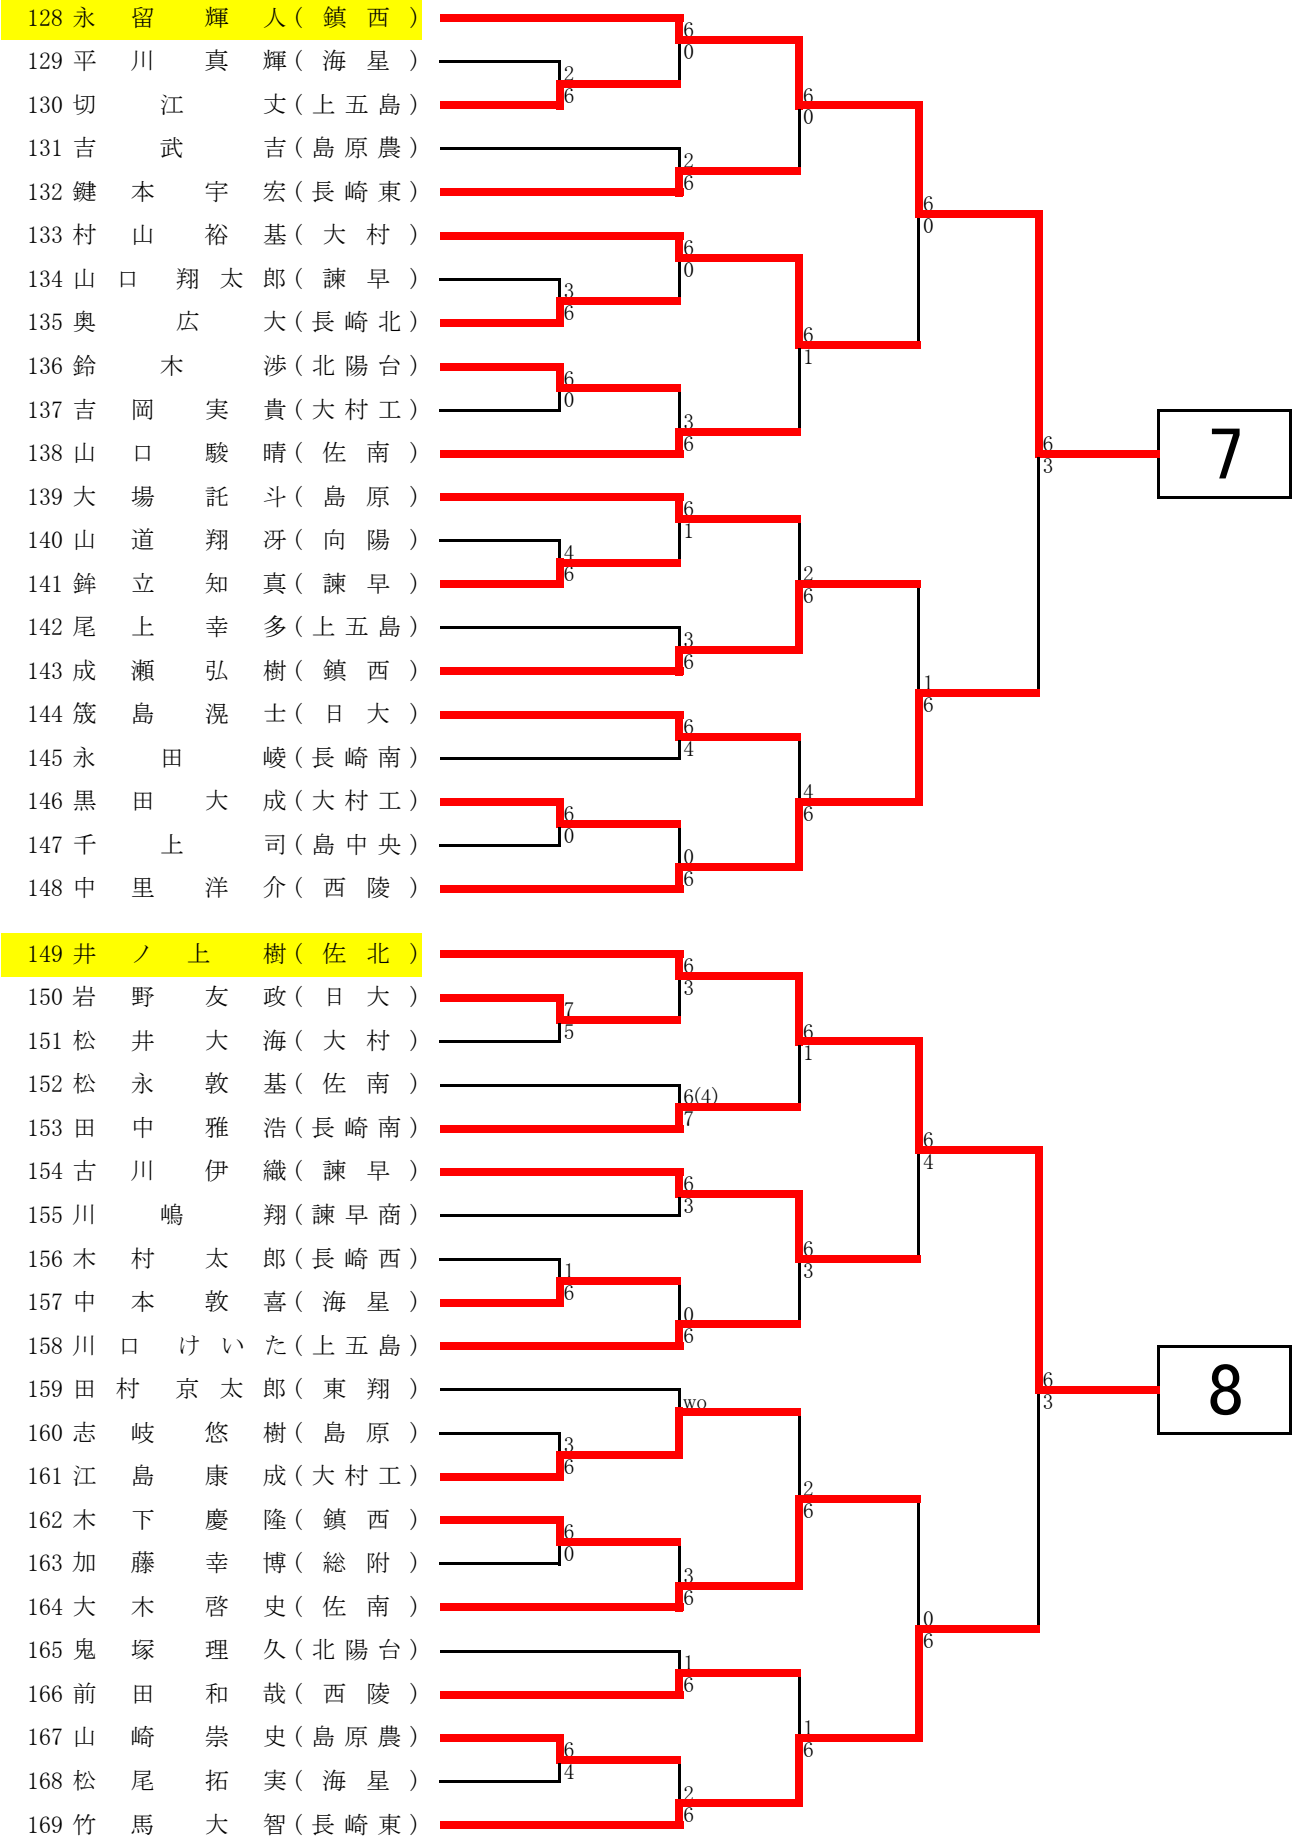 128 永留輝人(鎮西)
6
0
129 平川真輝(海星)
2
6
130 切江丈(上五島)
6
0
131 吉武吉(島原農)
2
6
132 鍵本宇宏(長崎東)
6
0
133 村山裕基(大村)
6
0
134 山口翔太郎(諫早)
3
6
135 奥広大(長崎北)
6
1
136 鈴木渉(北陽台)
6
0
137 吉岡実貴(大村工)
3
6
138 山口駿晴(佐南)
6
3
7
139 大場託斗(島原)
6
1
140 山道翔冴(向陽)
4
6
141 鉾立知真(諫早)
2
6
142 尾上幸多(上五島)
3
6
143 成瀬弘樹(鎮西)
1
6
144 筬島滉士(日大)
6
4
145 永田崚(長崎南)
146 黒田大成(大村工)
6
0
4
6
147 千上司(島中央)
0
6
148 中里洋介(西陵)
149 井ノ上樹(佐北)
6
3
150 岩野友政(日大)
7
5
151 松井大海(大村)
6
1
152 松永敦基(佐南)
6(4)
7
153 田中雅浩(長崎南)
6
4
154 古川伊織(諫早)
6
3
155 川嶋翔(諫早商)
156 木村太郎(長崎西)
1
6
6
3
157 中本敦喜(海星)
0
6
158 川口けいた(上五島)
6
3
8
159 田村京太郎(東翔)
wo
160 志岐悠樹(島原)
3
6
161 江島康成(大村工)
2
6
162 木下慶隆(鎮西)
6
0
163 加藤幸博(総附)
3
6
164 大木啓史(佐南)
0
6
165 鬼塚理久(北陽台)
1
6
166 前田和哉(西陵)
167 山崎崇史(島原農)
6
4
1
6
168 松尾拓実(海星)
2
6
169 竹馬大智(長崎東)